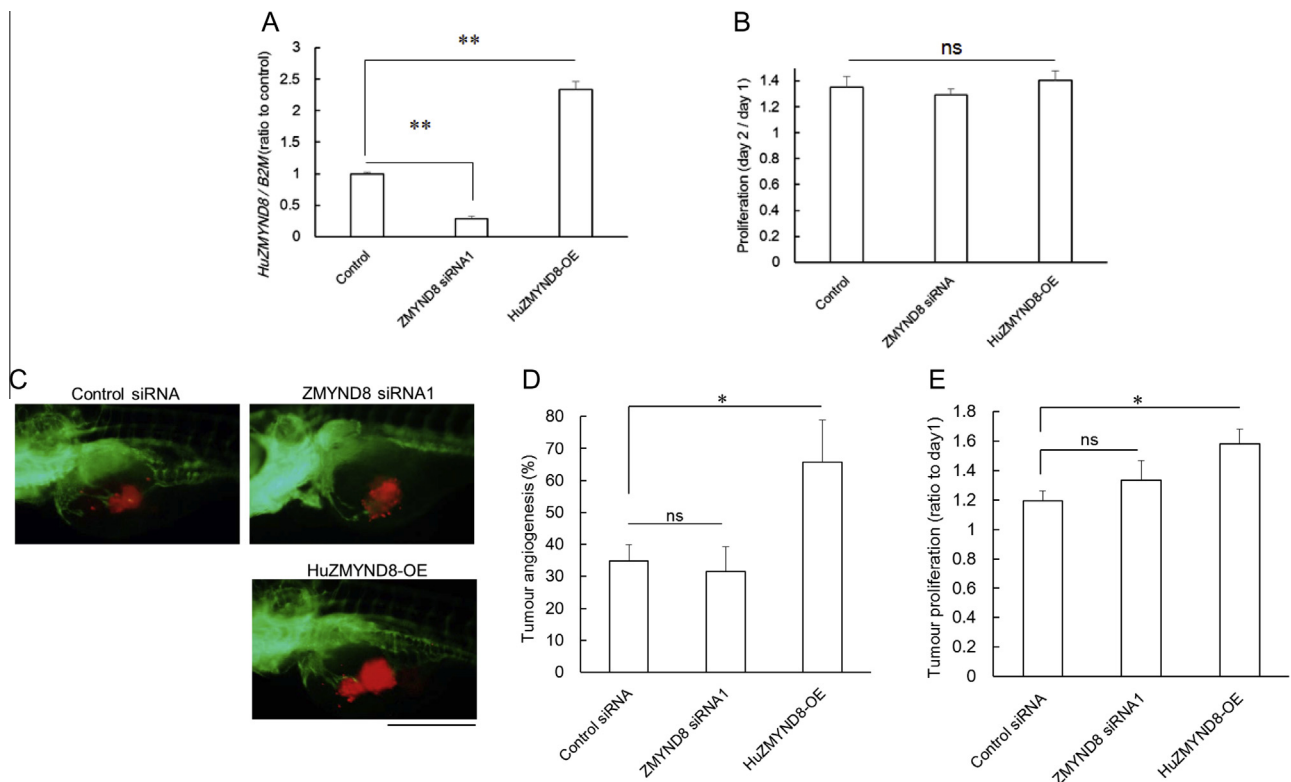 A
HuZMYND8 / B2M (ratio to control)
3
2.5
2
1.5
1
0.5
0
**
**
Control
ZMYND8 siRNA1
HuZMYND8-OE
B
Proliferation (day 2 / day 1)
1.4
1.2
1
0.8
0.6
0.4
0.2
0
ns
Control
ZMYND8 siRNA
HuZMYND8-OE
C
Control siRNA
ZMYND8 siRNA1
HuZMYND8-OE
D
Tumour angiogenesis (%)
80
70
60
50
40
30
20
10
0
*
ns
Control siRNA
ZMYND8 siRNA1
HuZMYND8-OE
E
Tumour proliferation (ratio to day1)
1.8
1.6
1.4
1.2
1
0.8
0.6
0.4
0.2
0
*
ns
Control siRNA
ZMYND8 siRNA1
HuZMYND8-OE